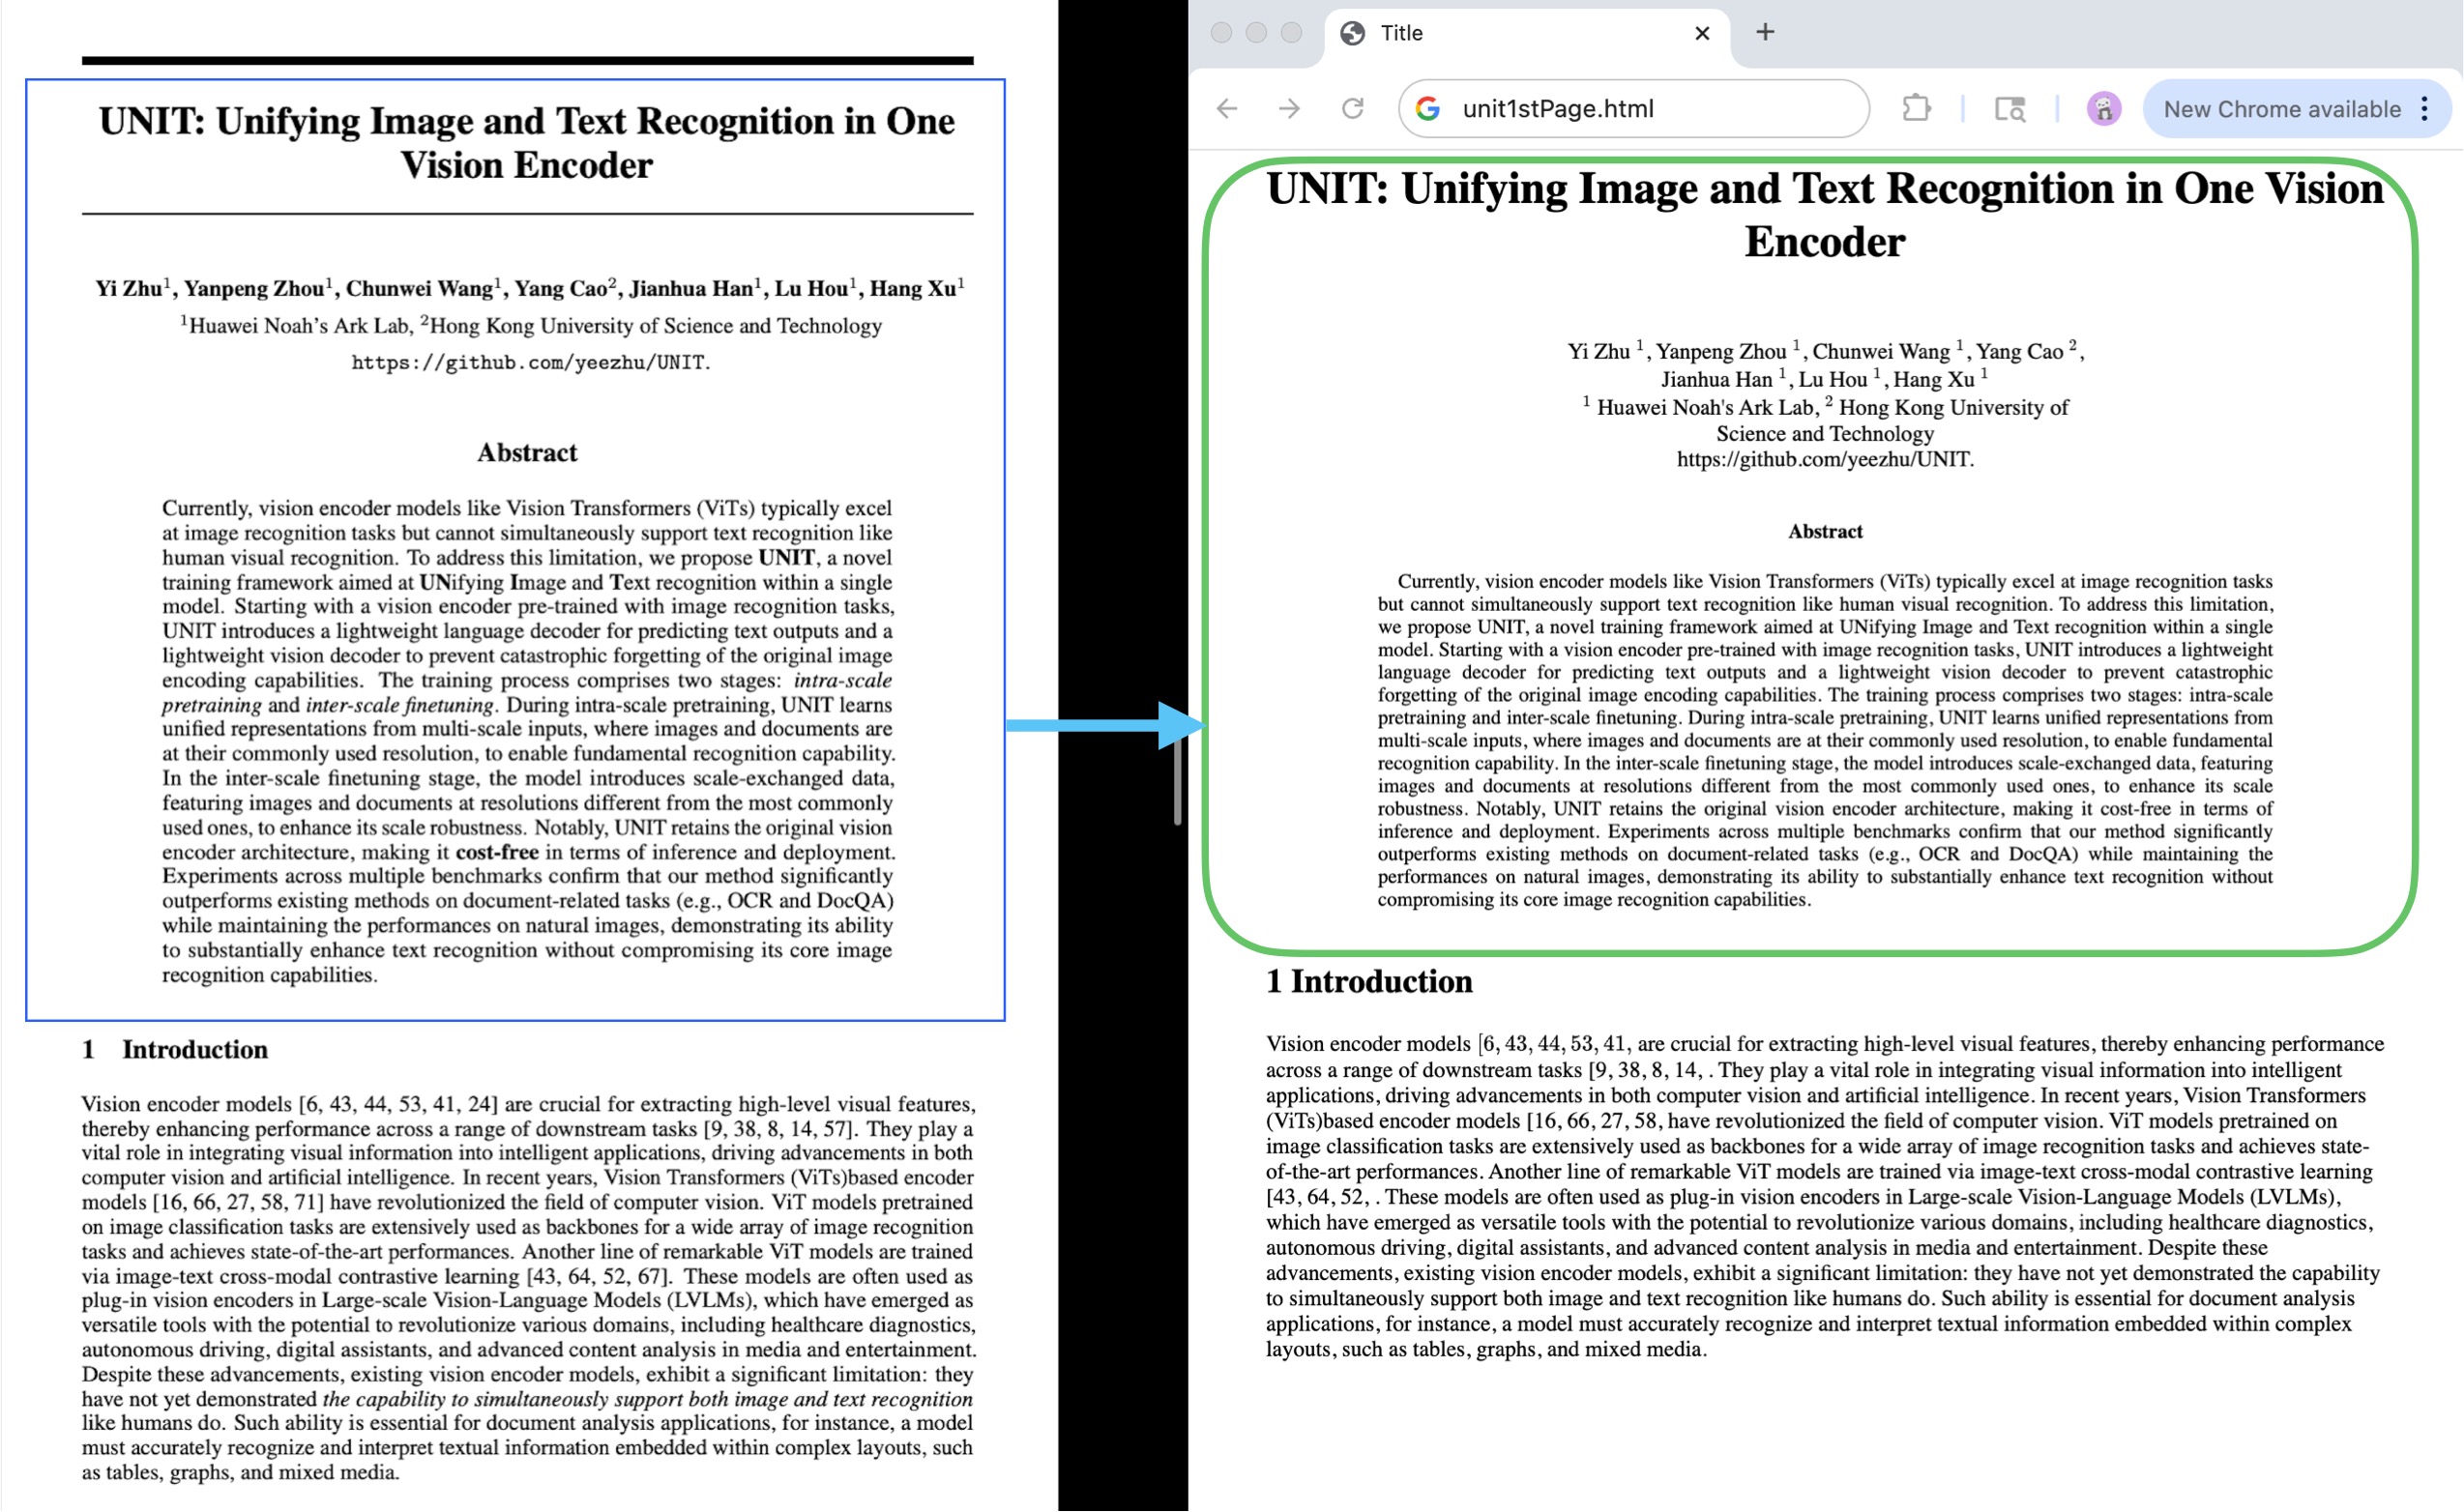 UNIT: Unifying Image and Text Recognition in One
Vision Encoder
Yi Zhu¹, Yanpeng Zhou¹, Chunwei Wang¹, Yang Cao², Jianhua Han¹, Lu Hou¹, Hang Xu¹
¹Huawei Noah's Ark Lab, ²Hong Kong University of Science and Technology
https://github.com/yeezhu/UNIT.
Abstract
Currently, vision encoder models like Vision Transformers (ViTs) typically excel
at image recognition tasks but cannot simultaneously support text recognition like
human visual recognition. To address this limitation, we propose UNIT, a novel
training framework aimed at UNifying Image and Text recognition within a single
model. Starting with a vision encoder pre-trained with image recognition tasks,
UNIT introduces a lightweight language decoder for predicting text outputs and a
lightweight vision decoder to prevent catastrophic forgetting of the original image
encoding capabilities. The training process comprises two stages: intra-scale
pretraining and inter-scale finetuning. During intra-scale pretraining, UNIT learns
unified representations from multi-scale inputs, where images and documents are
at their commonly used resolution, to enable fundamental recognition capability.
In the inter-scale finetuning stage, the model introduces scale-exchanged data,
featuring images and documents at resolutions different from the most commonly
used ones, to enhance its scale robustness. Notably, UNIT retains the original vision
encoder architecture, making it cost-free in terms of inference and deployment.
Experiments across multiple benchmarks confirm that our method significantly
outperforms existing methods on document-related tasks (e.g., OCR and DocQA)
while maintaining the performances on natural images, demonstrating its ability
to substantially enhance text recognition without compromising its core image
recognition capabilities.
1 Introduction
Vision encoder models [6, 43, 44, 53, 41, 24] are crucial for extracting high-level visual features,
thereby enhancing performance across a range of downstream tasks [9, 38, 8, 14, 57]. They play a
vital role in integrating visual information into intelligent applications, driving advancements in both
computer vision and artificial intelligence. In recent years, Vision Transformers (ViTs)based encoder
models [16, 66, 27, 58, 71] have revolutionized the field of computer vision. ViT models pretrained
on image classification tasks are extensively used as backbones for a wide array of image recognition
tasks and achieves state-of-the-art performances. Another line of remarkable ViT models are trained
via image-text cross-modal contrastive learning [43, 64, 52, 67]. These models are often used as
plug-in vision encoders in Large-scale Vision-Language Models (LVLMs), which have emerged as
versatile tools with the potential to revolutionize various domains, including healthcare diagnostics,
autonomous driving, digital assistants, and advanced content analysis in media and entertainment.
Despite these advancements, existing vision encoder models, exhibit a significant limitation: they
have not yet demonstrated the capability to simultaneously support both image and text recognition
like humans do. Such ability is essential for document analysis applications, for instance, a model
must accurately recognize and interpret textual information embedded within complex layouts, such
as tables, graphs, and mixed media.
Title
unit1stPage.html
New Chrome available
UNIT: Unifying Image and Text Recognition in One Vision
Encoder
Yi Zhu ¹, Yanpeng Zhou ¹, Chunwei Wang ¹, Yang Cao ²,
Jianhua Han ¹, Lu Hou ¹, Hang Xu ¹
¹ Huawei Noah's Ark Lab, ² Hong Kong University of
Science and Technology
https://github.com/yeezhu/UNIT.
Abstract
Currently, vision encoder models like Vision Transformers (ViTs) typically excel at image recognition tasks
but cannot simultaneously support text recognition like human visual recognition. To address this limitation,
we propose UNIT, a novel training framework aimed at UNifying Image and Text recognition within a single
model. Starting with a vision encoder pre-trained with image recognition tasks, UNIT introduces a lightweight
language decoder for predicting text outputs and a lightweight vision decoder to prevent catastrophic
forgetting of the original image encoding capabilities. The training process comprises two stages: intra-scale
pretraining and inter-scale finetuning. During intra-scale pretraining, UNIT learns unified representations from
multi-scale inputs, where images and documents are at their commonly used resolution, to enable fundamental
recognition capability. In the inter-scale finetuning stage, the model introduces scale-exchanged data, featuring
images and documents at resolutions different from the most commonly used ones, to enhance its scale
robustness. Notably, UNIT retains the original vision encoder architecture, making it cost-free in terms of
inference and deployment. Experiments across multiple benchmarks confirm that our method significantly
outperforms existing methods on document-related tasks (e.g., OCR and DocQA) while maintaining the
performances on natural images, demonstrating its ability to substantially enhance text recognition without
compromising its core image recognition capabilities.
1 Introduction
Vision encoder models [6, 43, 44, 53, 41, are crucial for extracting high-level visual features, thereby enhancing performance
across a range of downstream tasks [9, 38, 8, 14, . They play a vital role in integrating visual information into intelligent
applications, driving advancements in both computer vision and artificial intelligence. In recent years, Vision Transformers
(ViTs)based encoder models [16, 66, 27, 58, have revolutionized the field of computer vision. ViT models pretrained on
image classification tasks are extensively used as backbones for a wide array of image recognition tasks and achieves state-
of-the-art performances. Another line of remarkable ViT models are trained via image-text cross-modal contrastive learning
[43, 64, 52, . These models are often used as plug-in vision encoders in Large-scale Vision-Language Models (LVLMs),
which have emerged as versatile tools with the potential to revolutionize various domains, including healthcare diagnostics,
autonomous driving, digital assistants, and advanced content analysis in media and entertainment. Despite these
advancements, existing vision encoder models, exhibit a significant limitation: they have not yet demonstrated the capability
to simultaneously support both image and text recognition like humans do. Such ability is essential for document analysis
applications, for instance, a model must accurately recognize and interpret textual information embedded within complex
layouts, such as tables, graphs, and mixed media.